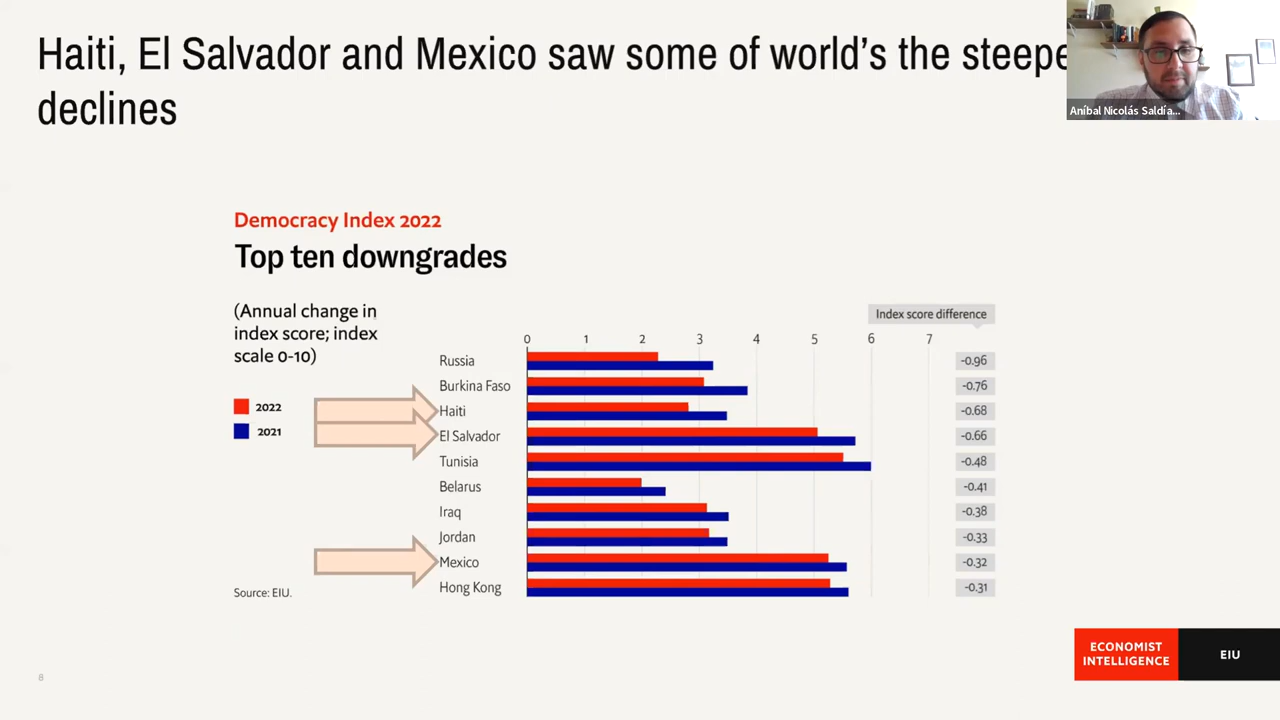 Haiti, El Salvador and Mexico saw some of world's the steepe
declines
Aníbal Nicolás Saldía...
Democracy Index 2022
Top ten downgrades
(Annual change in
index score; index
scale 0-10)
2022
2021
Index score difference
0 1 2 3 4 5 6 7
Russia -0.96
Burkina Faso -0.76
Haiti -0.68
El Salvador -0.66
Tunisia -0.48
Belarus -0.41
Iraq -0.38
Jordan -0.33
Mexico -0.32
Hong Kong -0.31
Source: EIU.
ECONOMIST
INTELLIGENCE
EIU
8